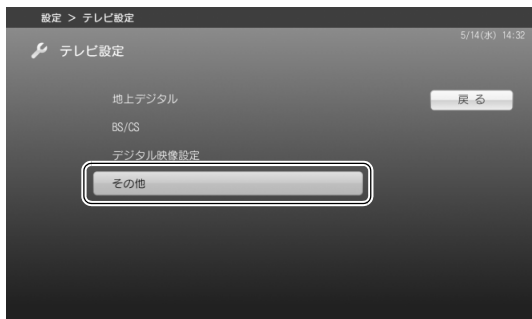 設定 > テレビ設定
5/14(水) 14:32
テレビ設定
地上デジタル
戻る
BS/CS
デジタル映像設定
その他